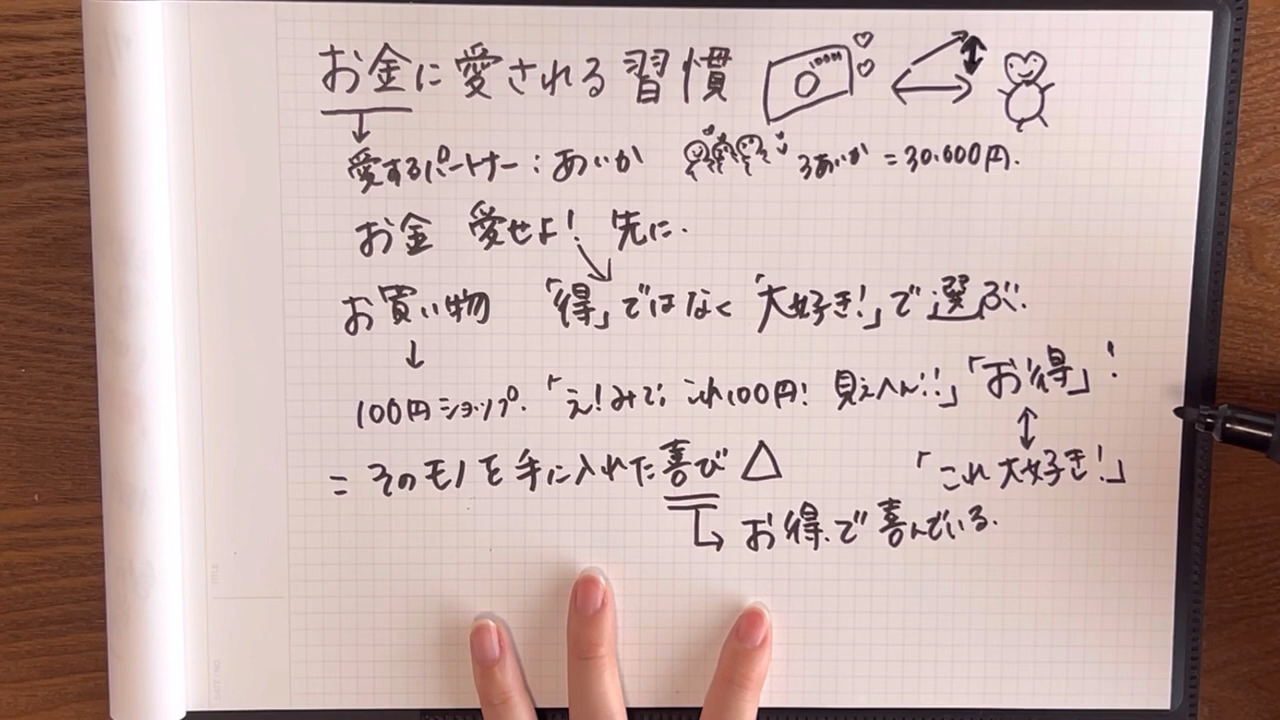 お金に愛される習慣
10000
愛するパートナー：あいか 3あいか＝30.000円.
お金 愛せよ！ 先に.
お買い物 「得」ではなく「大好き！」で選ぶ.
100円ショップ.「え！みて； これ100円！ 見えへん！！」「お得」！
「これ大好き！」
＝そのモノを手に入れた喜び △
お得.で喜んでいる.
TITLE
DATE / NO.